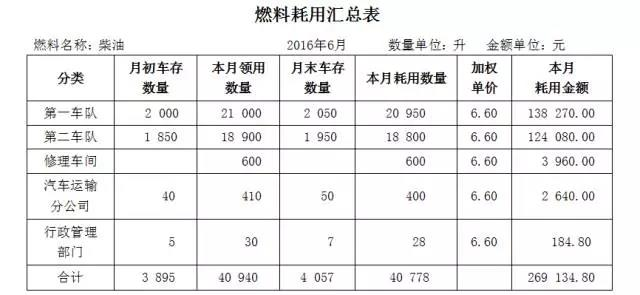 燃料耗用汇总表
燃料名称：柴油 2016年6月 数量单位：升 金额单位：元
分类 月初车存数量 本月领用数量 月末车存数量 本月耗用数量 加权单价 本月耗用金额
第一车队 2 000 21 000 2 050 20 950 6.60 138 270.00
第二车队 1 850 18 900 1 950 18 800 6.60 124 080.00
修理车间 600 600 6.60 3 960.00
汽车运输分公司 40 410 50 400 6.60 2 640.00
行政管理部门 5 30 7 28 6.60 184.80
合计 3 895 40 940 4 057 40 778 269 134.80